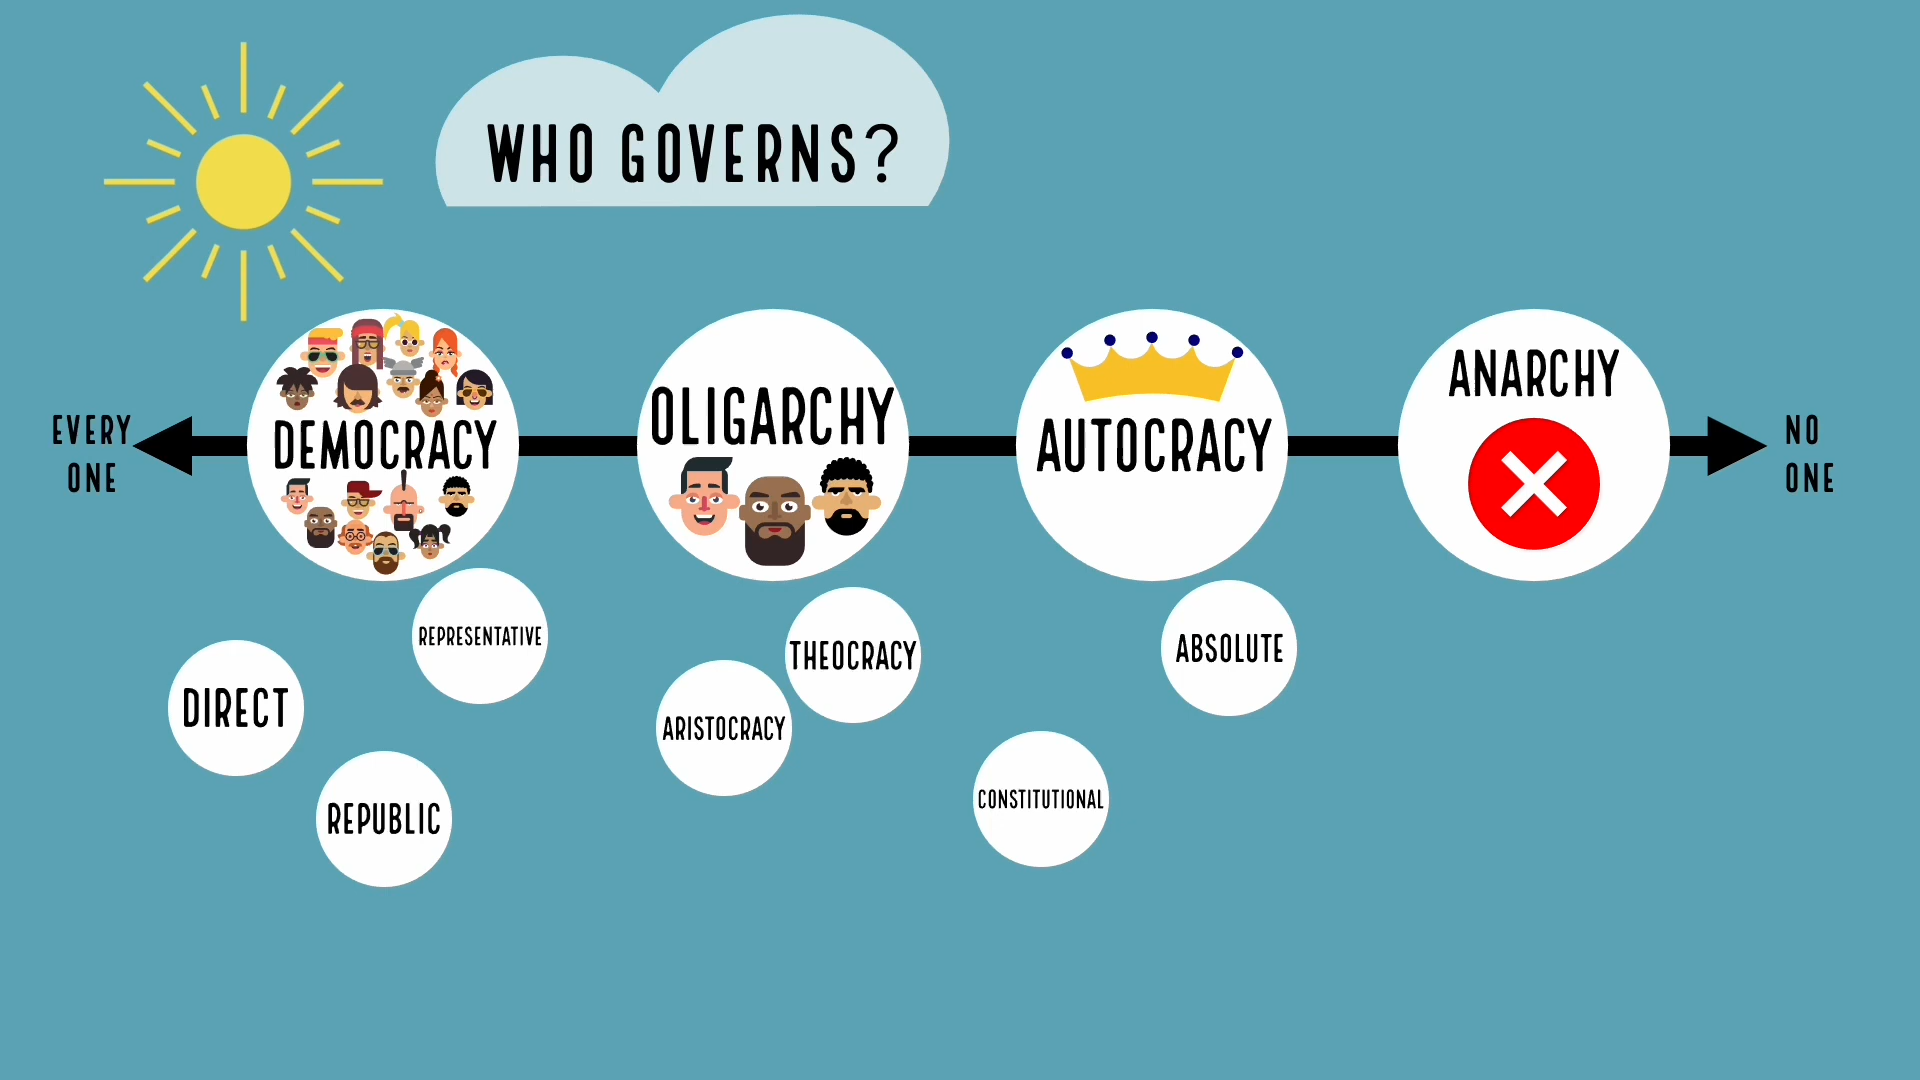 WHO GOVERNS?
EVERY
ONE
DEMOCRACY
OLIGARCHY
AUTOCRACY
ANARCHY
NO
ONE
DIRECT
REPRESENTATIVE
REPUBLIC
ARISTOCRACY
THEOCRACY
CONSTITUTIONAL
ABSOLUTE